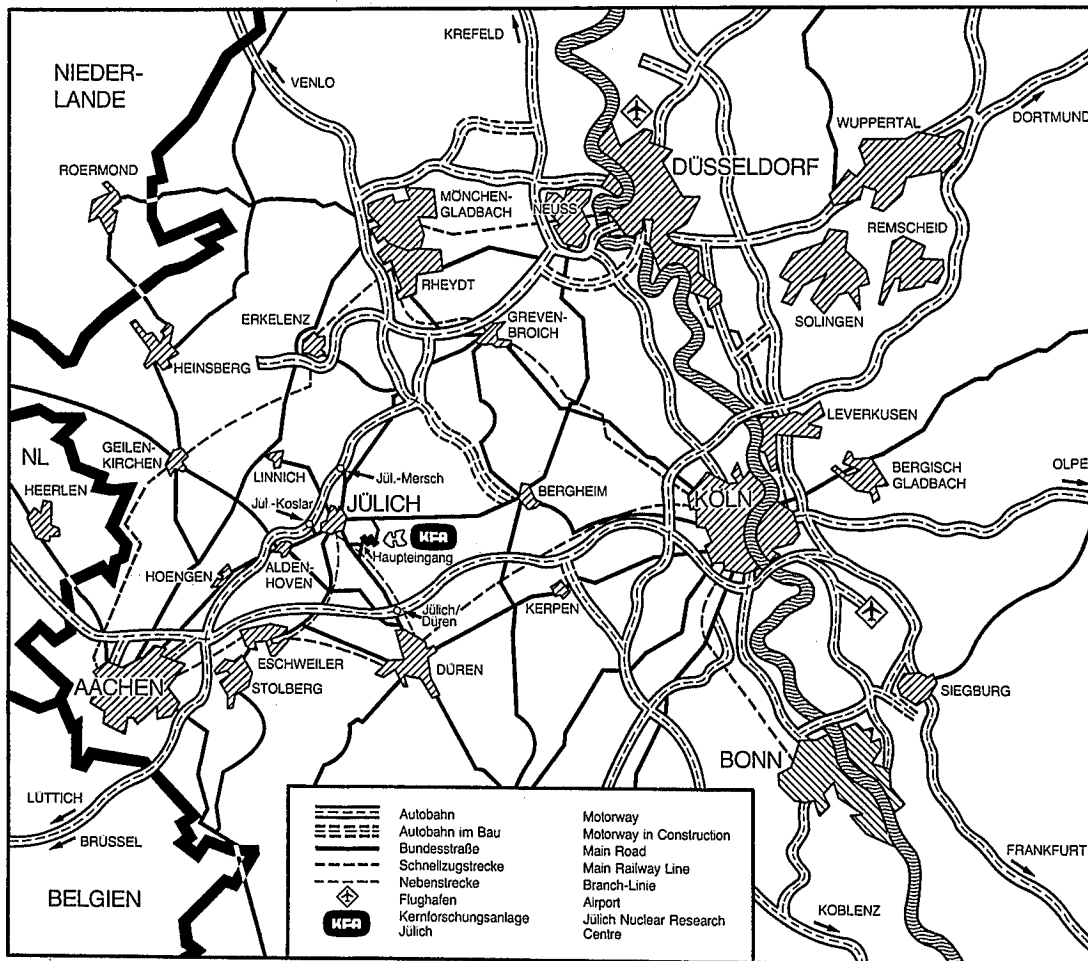 KREFELD
NIEDER-
LANDE
VENLO
DORTMUND
WUPPERTAL
DÜSSELDORF
ROERMOND
MÖNCHEN-
GLADBACH
NEUSS
REMSCHEID
RHEYDT
ERKELENZ
GREVEN-
BROICH
SOLINGEN
HEINSBERG
LEVERKUSEN
GEILEN-
KIRCHEN
NL
LINNICH
Jül.-Mersch
BERGISCH
GLADBACH
OLPE
HEERLEN
Jül.-Koslar
JÜLICH
BERGHEIM
KÖLN
KFA
Haupteingang
HOENGEN
ALDEN-
HOVEN
Jülich/
Düren
KERPEN
ESCHWEILER
DÜREN
AACHEN
STOLBERG
SIEGBURG
BONN
LÜTTICH
BRÜSSEL
FRANKFURT
BELGIEN
KOBLENZ
Autobahn Motorway
Autobahn im Bau Motorway in Construction
Bundesstraße Main Road
Schnellzugstrecke Main Railway Line
Nebenstrecke Branch-Linie
Flughafen Airport
KFA Kernforschungsanlage Jülich Nuclear Research
Jülich Centre